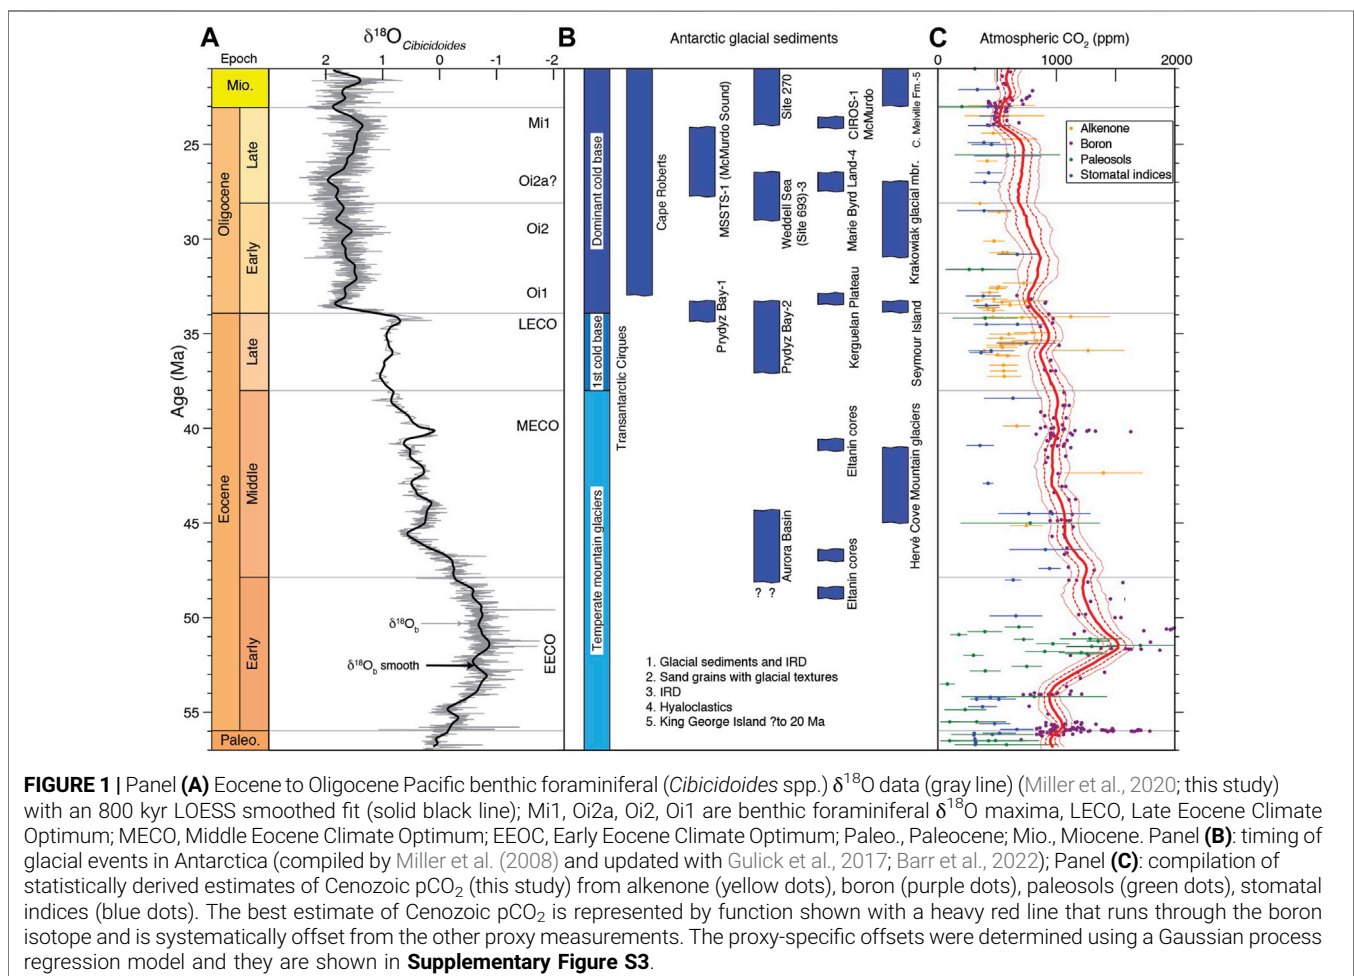 A
δ18O Cibicidoides
B
Antarctic glacial sediments
C
Atmospheric CO2 (ppm)
Epoch
2 1 0 -1 -2
0 1000 2000
Mio.
Oligocene
Late
Early
Eocene
Late
Middle
Early
Paleo.
Age (Ma)
25
30
35
40
45
50
55
Mi1
Oi2a?
Oi2
Oi1
LECO
MECO
EECO
δ18Ob
δ18Ob smooth
Dominant cold base
1st cold base
Temperate mountain glaciers
Transantarctic Cirques
Cape Roberts
MSSTS-1 (McMurdo Sound)
Prydyz Bay-1
Site 270
Weddell Sea
(Site 693)-3
Prydyz Bay-2
Aurora Basin
? ?
CIROS-1
McMurdo
Marie Byrd Land-4
Kerguelan Plateau
Eltanin cores
Eltanin cores
C. Melville Fm.-5
Krakowiak glacial mbr.
Seymour Island
Hervé Cove Mountain glaciers
1. Glacial sediments and IRD
2. Sand grains with glacial textures
3. IRD
4. Hyaloclastics
5. King George Island ?to 20 Ma
Alkenone
Boron
Paleosols
Stomatal indices
FIGURE 1 | Panel (A) Eocene to Oligocene Pacific benthic foraminiferal (Cibicidoides spp.) δ18O data (gray line) (Miller et al., 2020; this study)
with an 800 kyr LOESS smoothed fit (solid black line); Mi1, Oi2a, Oi2, Oi1 are benthic foraminiferal δ18O maxima, LECO, Late Eocene Climate
Optimum; MECO, Middle Eocene Climate Optimum; EEOC, Early Eocene Climate Optimum; Paleo., Paleocene; Mio., Miocene. Panel (B): timing of
glacial events in Antarctica (compiled by Miller et al. (2008) and updated with Gulick et al., 2017; Barr et al., 2022); Panel (C): compilation of
statistically derived estimates of Cenozoic pCO2 (this study) from alkenone (yellow dots), boron (purple dots), paleosols (green dots), stomatal
indices (blue dots). The best estimate of Cenozoic pCO2 is represented by function shown with a heavy red line that runs through the boron
isotope and is systematically offset from the other proxy measurements. The proxy-specific offsets were determined using a Gaussian process
regression model and they are shown in Supplementary Figure S3.